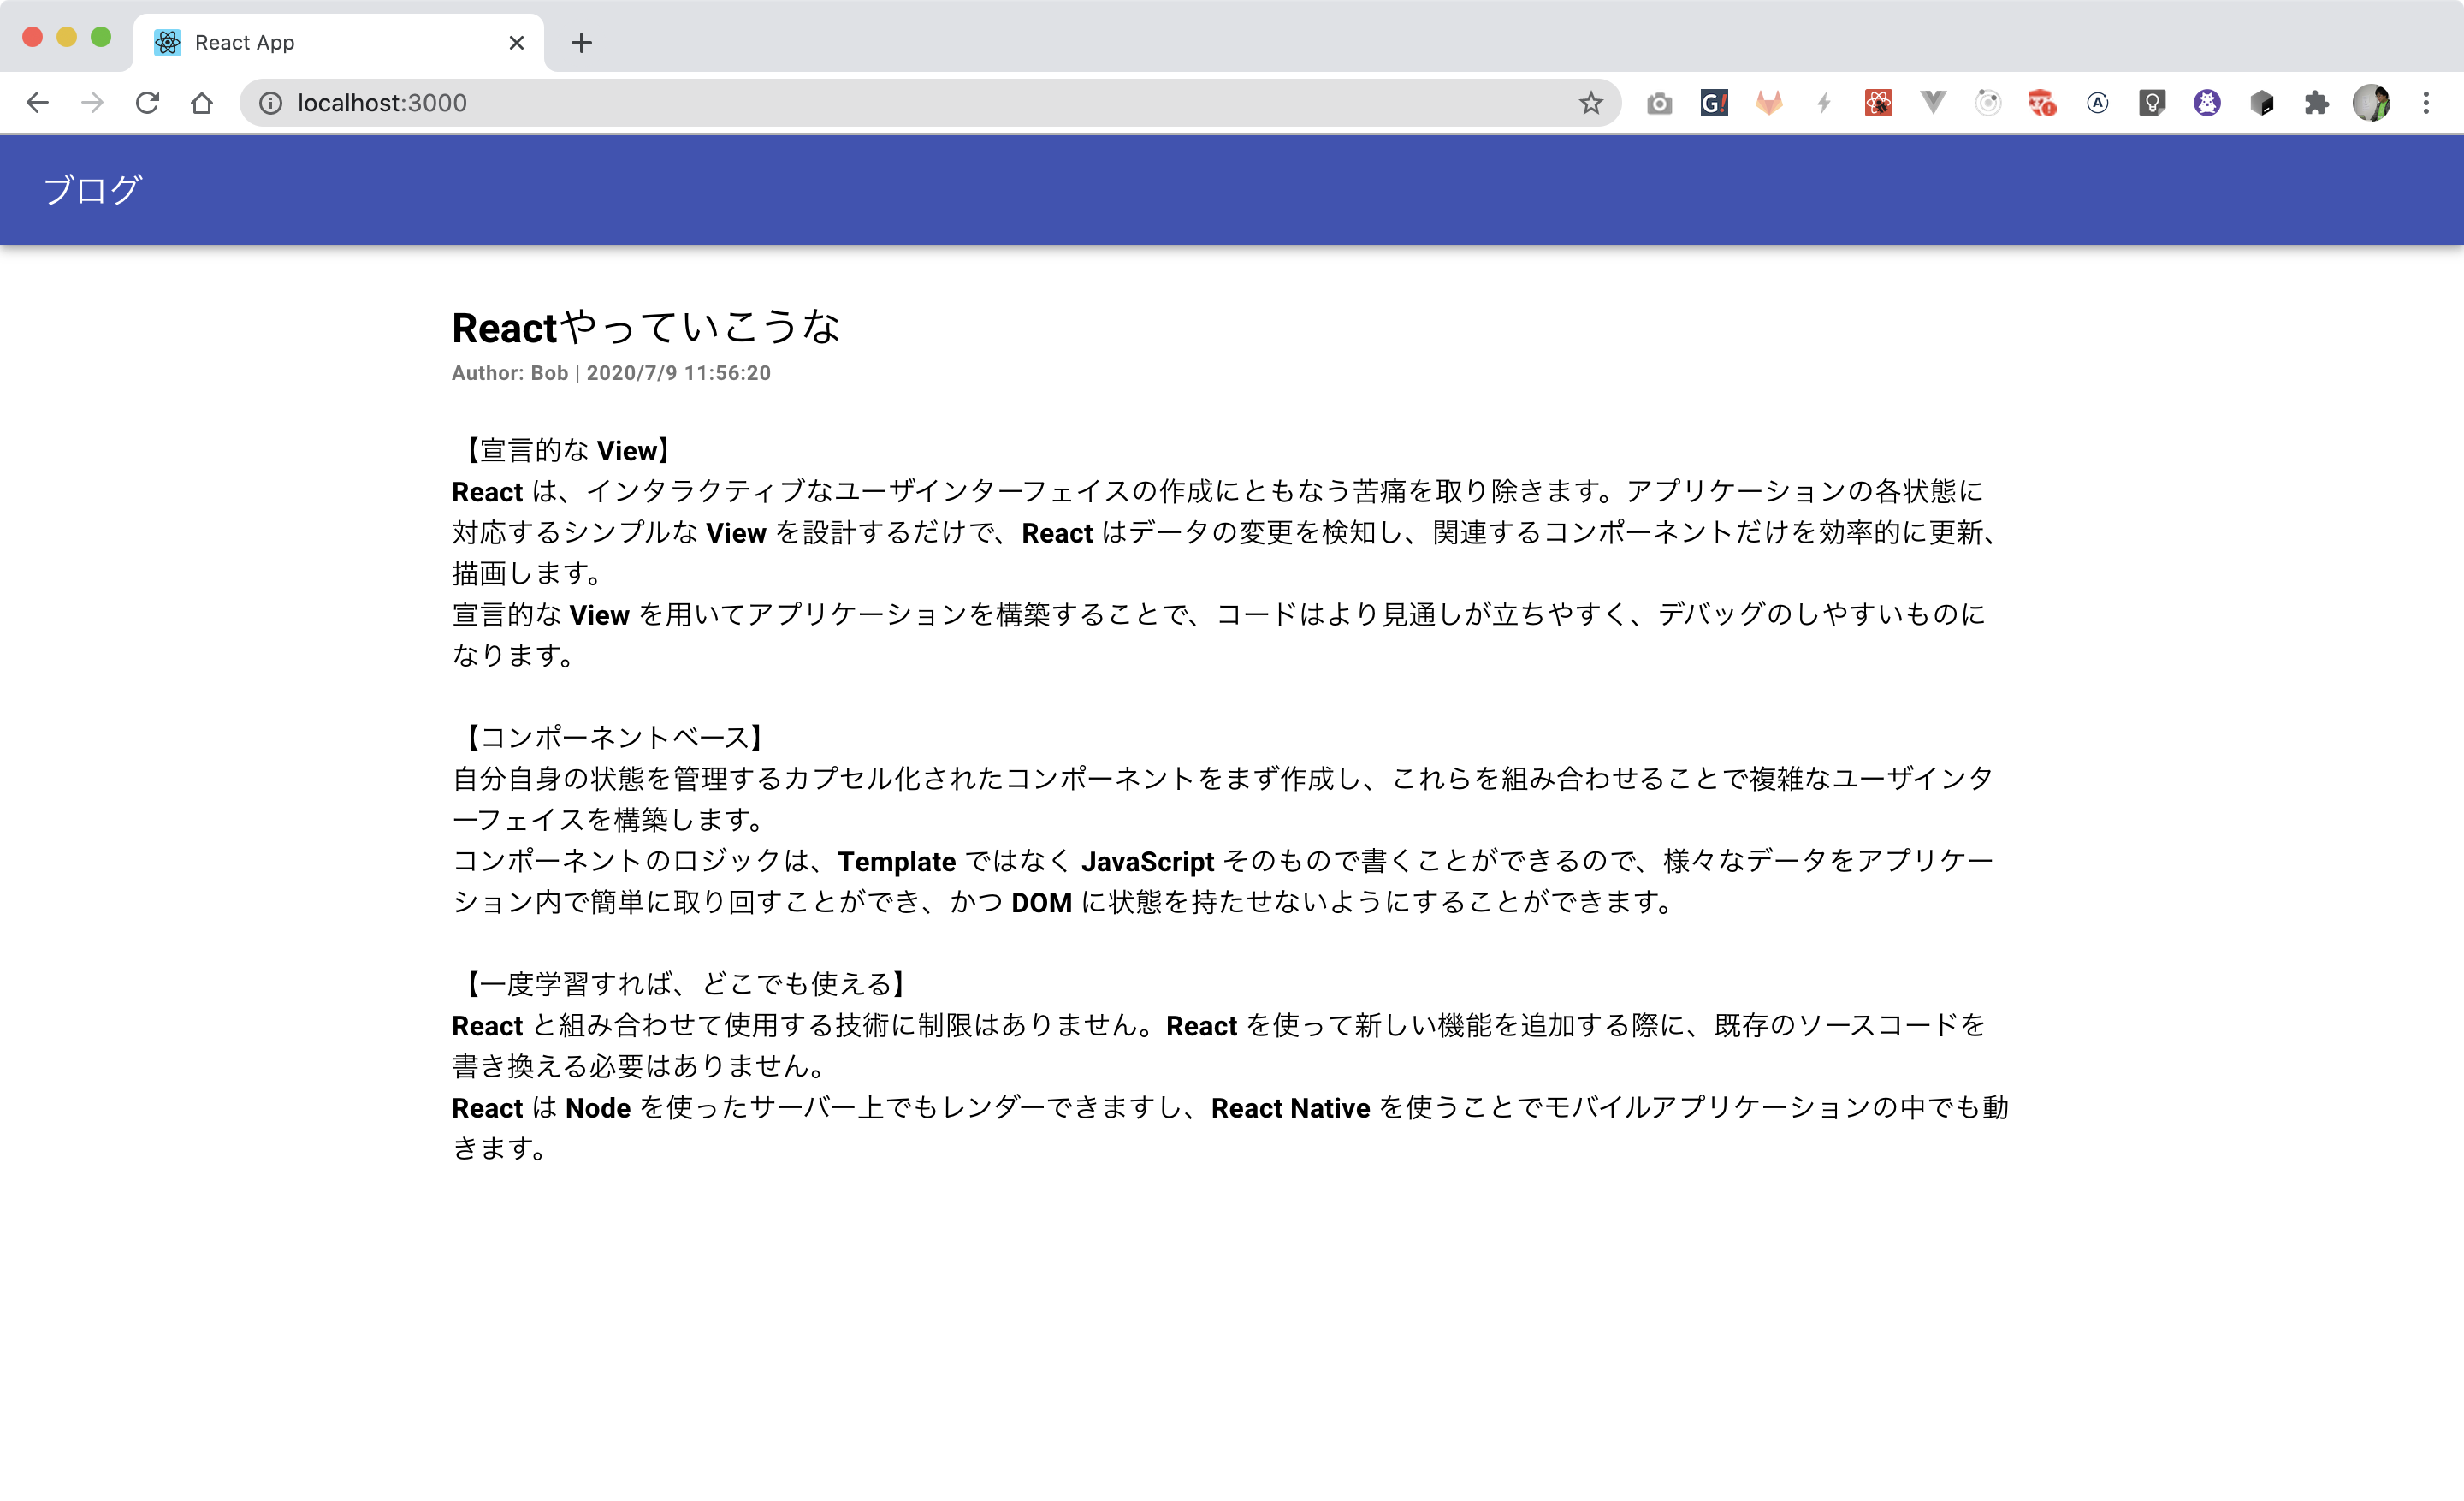 React App
localhost:3000
G!
A
ブログ
Reactやっていこうな
Author: Bob | 2020/7/9 11:56:20
【宣言的な View】
React は、インタラクティブなユーザインターフェイスの作成にともなう苦痛を取り除きます。アプリケーションの各状態に
対応するシンプルな View を設計するだけで、React はデータの変更を検知し、関連するコンポーネントだけを効率的に更新、
描画します。
宣言的な View を用いてアプリケーションを構築することで、コードはより見通しが立ちやすく、デバッグのしやすいものに
なります。
【コンポーネントベース】
自分自身の状態を管理するカプセル化されたコンポーネントをまず作成し、これらを組み合わせることで複雑なユーザインタ
ーフェイスを構築します。
コンポーネントのロジックは、Template ではなく JavaScript そのもので書くことができるので、様々なデータをアプリケー
ション内で簡単に取り回すことができ、かつ DOM に状態を持たせないようにすることができます。
【一度学習すれば、どこでも使える】
React と組み合わせて使用する技術に制限はありません。React を使って新しい機能を追加する際に、既存のソースコードを
書き換える必要はありません。
React は Node を使ったサーバー上でもレンダーできますし、React Native を使うことでモバイルアプリケーションの中でも動
きます。